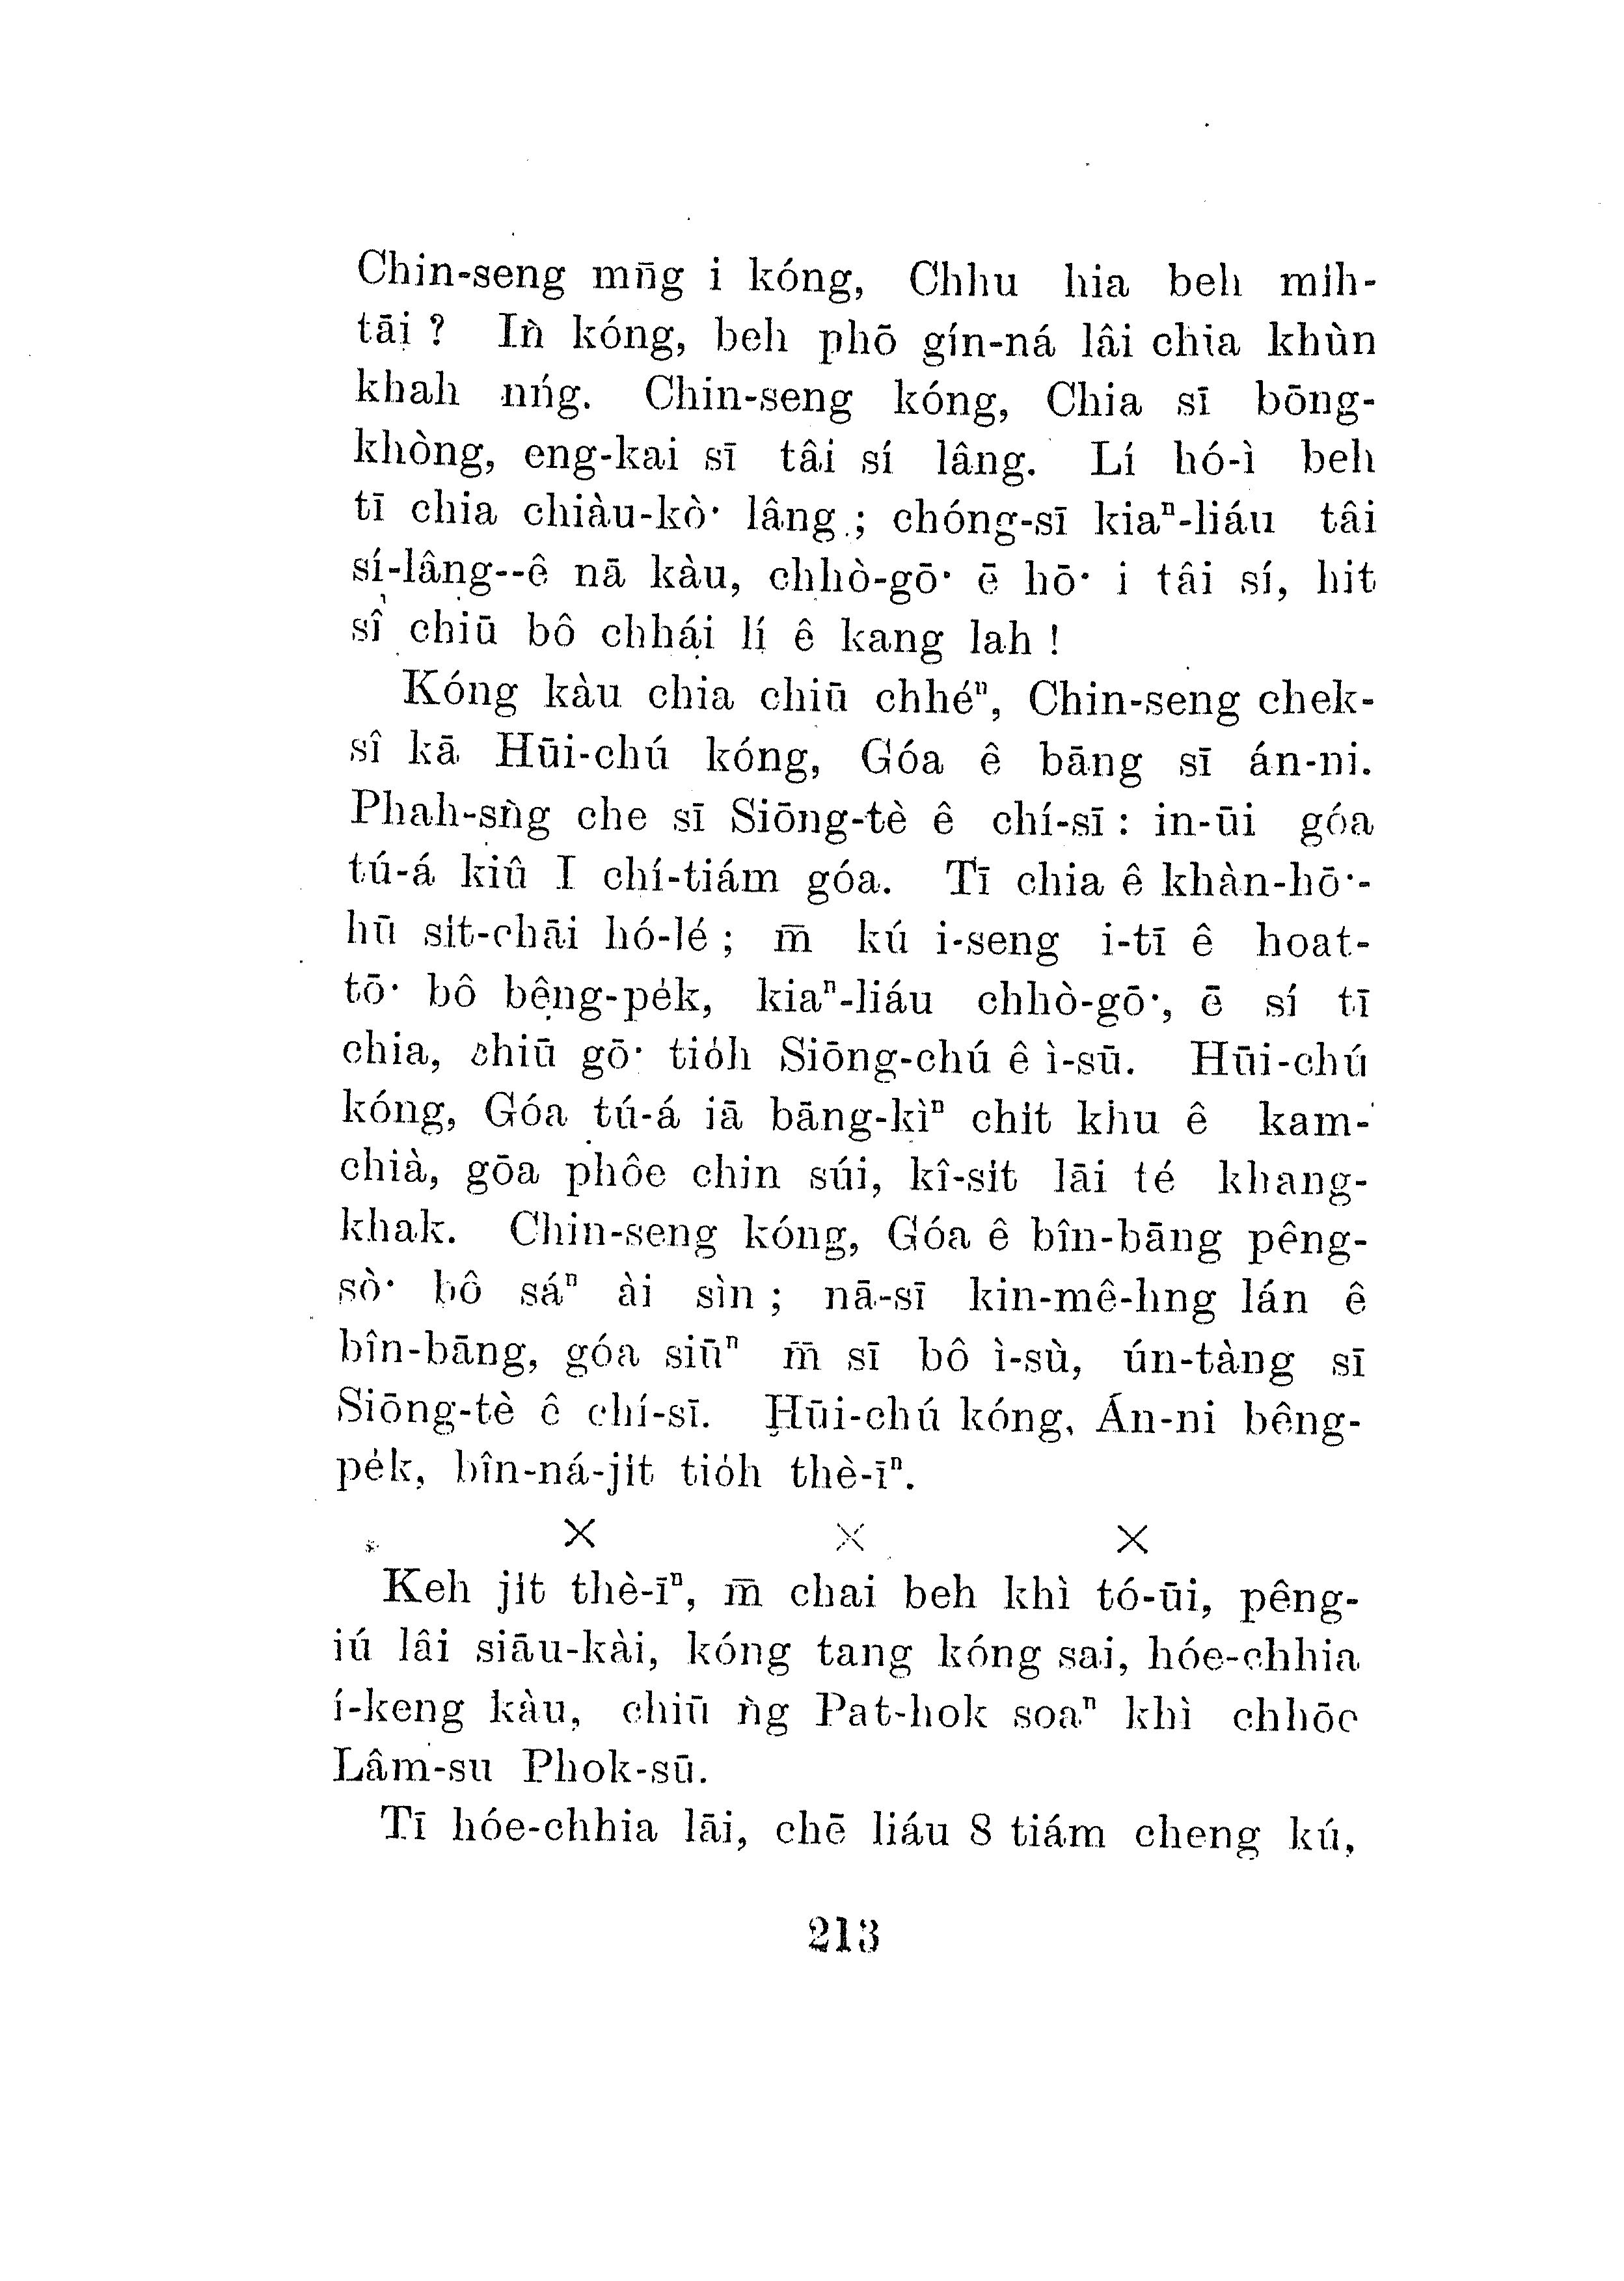 Chin-seng mn̄g i kóng, Chhu hia beh mih-
tāi ? Iǹ kóng, beh phō gín-ná lâi chia khùn
khah nńg. Chin-seng kóng, Chia sī bōng-
khòng, eng-kai sī tâi sí lâng. Lí hó-ì beh
tī chia chiàu-kò͘ lâng ; chóng-sī kiaⁿ-liáu tâi
sí-lâng--ê nā kàu, chhò-gō͘ ē hō͘ i tâi sí, hit
sî chiū bô chhái lí ê kang lah !
Kóng kàu chia chiū chhéⁿ, Chin-seng chek-
sî kā Hūi-chú kóng, Góa ê bāng sī án-ni.
Phah-sǹg che sī Siōng-tè ê chí-sī : in-ūi góa
tú-á kiû I chí-tiám góa. Tī chia ê khàn-hō͘-
hū si̍t-chāi hó-lé ; m̄ kú i-seng i-tī ê hoat-
tō͘ bô bêng-pe̍k, kiaⁿ-liáu chhò-gō͘, ē sí tī
chia, chiū gō͘ tio̍h Siōng-chú ê ì-sū. Hūi-chú
kóng, Góa tú-á iā bāng-kìⁿ chi̍t khu ê kam-
chià, gōa phôe chin súi, kî-si̍t lāi té khang-
khak. Chin-seng kóng, Góa ê bîn-bāng pêng-
sò͘ bô sáⁿ ài sìn ; nā-sī kin-mê-hng lán ê
bîn-bāng, góa siūⁿ m̄ sī bô ì-sù, ún-tàng sī
Siōng-tè ê chí-sī. Hūi-chú kóng, Án-ni bêng-
pe̍k, bîn-ná-ji̍t tio̍h thè-īⁿ.
× × ×
Keh ji̍t thè-īⁿ, m̄ chai beh khì tó-ūi, pêng-
iú lâi siāu-kài, kóng tang kóng sai, hóe-chhia
í-keng kàu, chiū ǹg Pat-hok soaⁿ khì chhōe
Lâm-su Phok-sū.
Tī hóe-chhia lāi, chē liáu 8 tiám cheng kú,
213